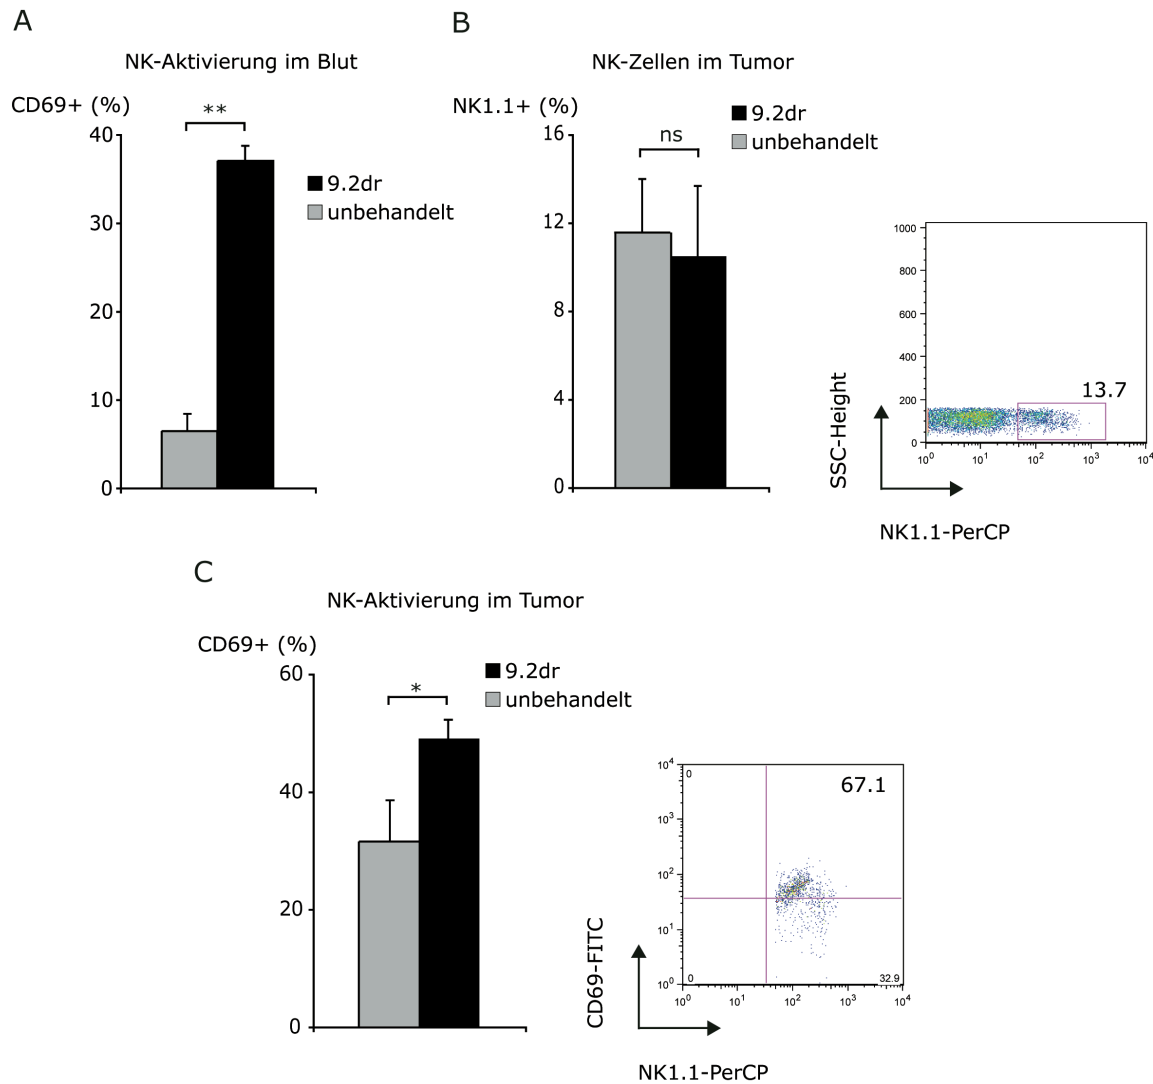 A
NK-Aktivierung im Blut
CD69+ (%)
**
40
30
20
10
0
9.2dr
unbehandelt
B
NK-Zellen im Tumor
NK1.1+ (%)
ns
16
12
8
4
0
9.2dr
unbehandelt
1000
800
600
400
200
0
13.7
10⁰ 10¹ 10² 10³ 10⁴
SSC-Height
NK1.1-PerCP
C
NK-Aktivierung im Tumor
CD69+ (%)
*
60
40
20
0
9.2dr
unbehandelt
10⁴
10³
10²
10¹
10⁰
0
67.1
0
32.9
10⁰ 10¹ 10² 10³ 10⁴
CD69-FITC
NK1.1-PerCP